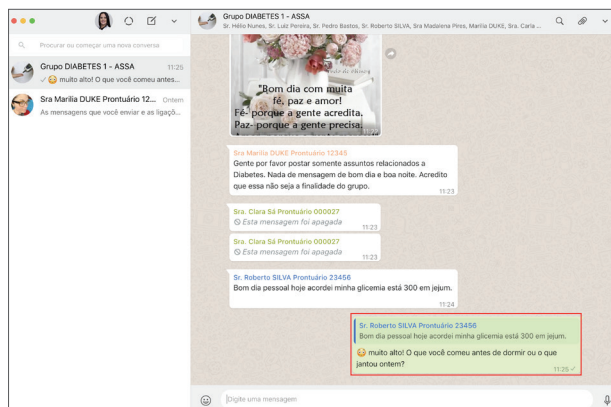 Grupo DIABETES 1 - ASSA
Sr. Hélio Nunes, Sr. Luiz Pereira, Sr. Pedro Bastos, Sr. Roberto SILVA, Sra Madalena Pires, Marília DUKE, Sra. Carla ...
Procurar ou começar uma nova conversa
Grupo DIABETES 1 - ASSA 11:25
muito alto! O que você comeu antes...
Sra Marilia DUKE Prontuário 12... Ontem
As mensagens que você enviar e as ligaçõ...
"Bom dia com muita
fé, paz e amor!
Fé- porque a gente acredita.
Paz- porque a gente precisa.
Sra Marilia DUKE Prontuário 12345
Gente por favor postar somente assuntos relacionados a
Diabetes. Nada de mensagem de bom dia e boa noite. Acredito
que essa não seja a finalidade do grupo.
11:23
Sra. Clara Sá Prontuário 000027
Esta mensagem foi apagada
11:23
Sra. Clara Sá Prontuário 000027
Esta mensagem foi apagada
11:23
Sr. Roberto SILVA Prontuário 23456
Bom dia pessoal hoje acordei minha glicemia está 300 em jejum.
11:24
Sr. Roberto SILVA Prontuário 23456
Bom dia pessoal hoje acordei minha glicemia está 300 em jejum.
😳 muito alto! O que você comeu antes de dormir ou o que
jantou ontem?
11:25
Digite uma mensagem